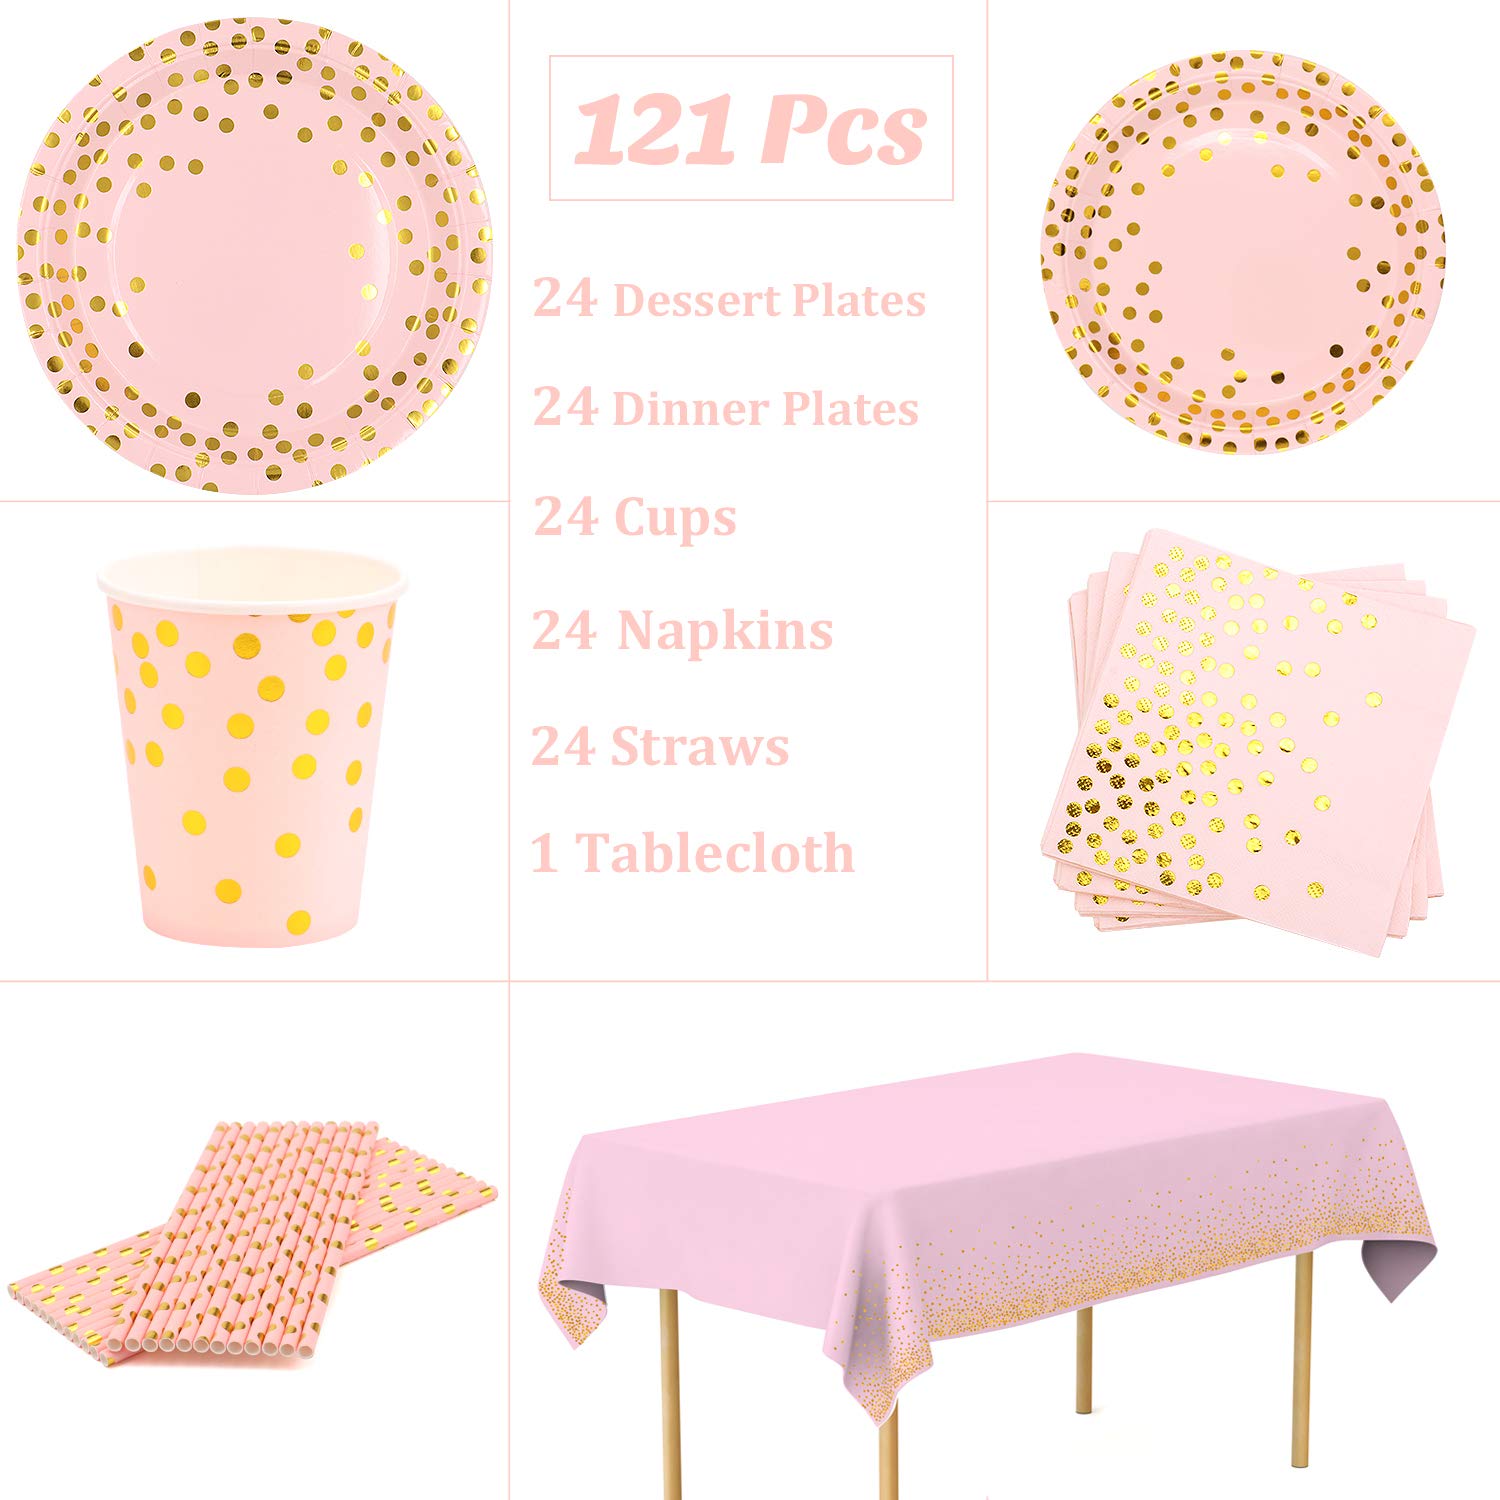 121 Pcs
24 Dessert Plates
24 Dinner Plates
24 Cups
24 Napkins
24 Straws
1 Tablecloth